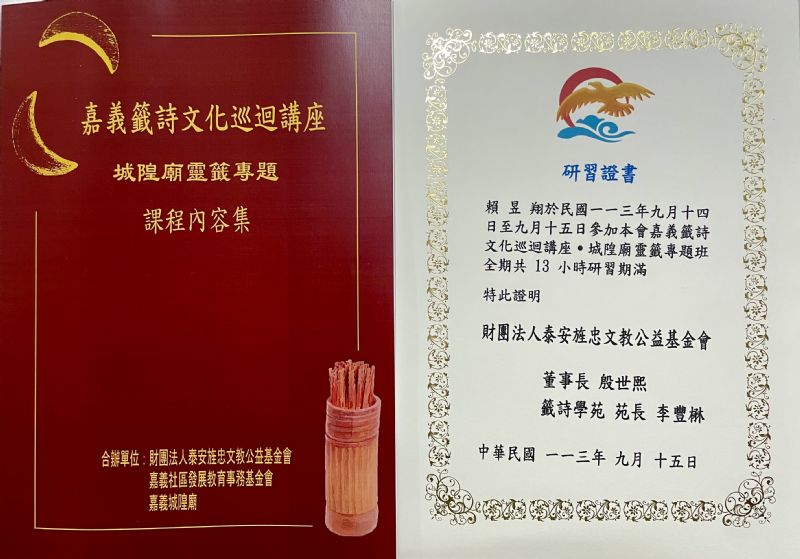 嘉義籤詩文化巡迴講座
城隍廟靈籤專題
課程內容集
合辦單位：財團法人泰安旌忠文教公益基金會
嘉義社區發展教育事務基金會
嘉義城隍廟
研習證書
賴 昱 翔於民國一一三年九月十四
日至九月十五日參加本會嘉義籤詩
文化巡迴講座•城隍廟靈籤專題班
全期共 13 小時研習期滿
特此證明
財團法人泰安旌忠文教公益基金會
董事長 殷世熙
籤詩學苑 苑長 李豐楙
中華民國 一一三年 九月 十五日